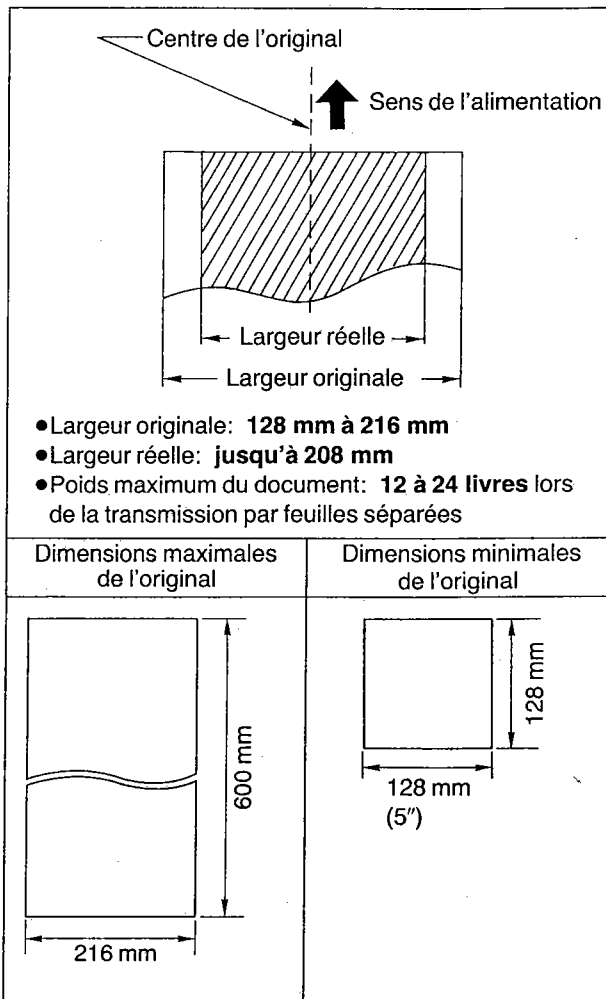 Centre de l'original
Sens de l'alimentation
Largeur réelle
Largeur originale
●Largeur originale: 128 mm à 216 mm
●Largeur réelle: jusqu'à 208 mm
●Poids maximum du document: 12 à 24 livres lors
de la transmission par feuilles séparées
Dimensions maximales
de l'original
Dimensions minimales
de l'original
600 mm
216 mm
128 mm
128 mm
(5″)